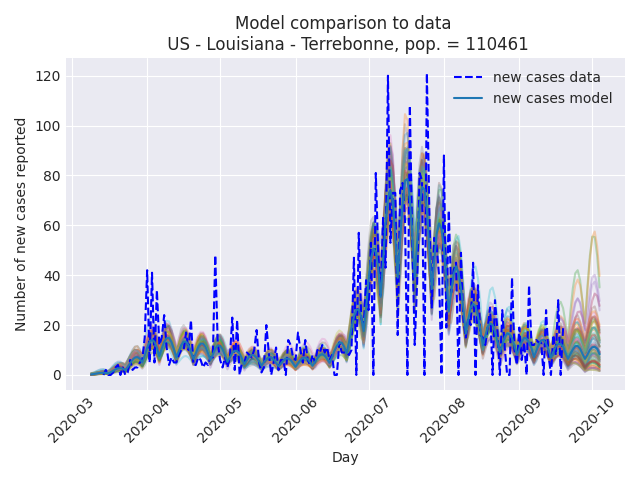 Model comparison to data
US - Louisiana - Terrebonne, pop. = 110461
new cases data
new cases model
Number of new cases reported
120
100
80
60
40
20
0
2020-03
2020-04
2020-05
2020-06
2020-07
2020-08
2020-09
2020-10
Day